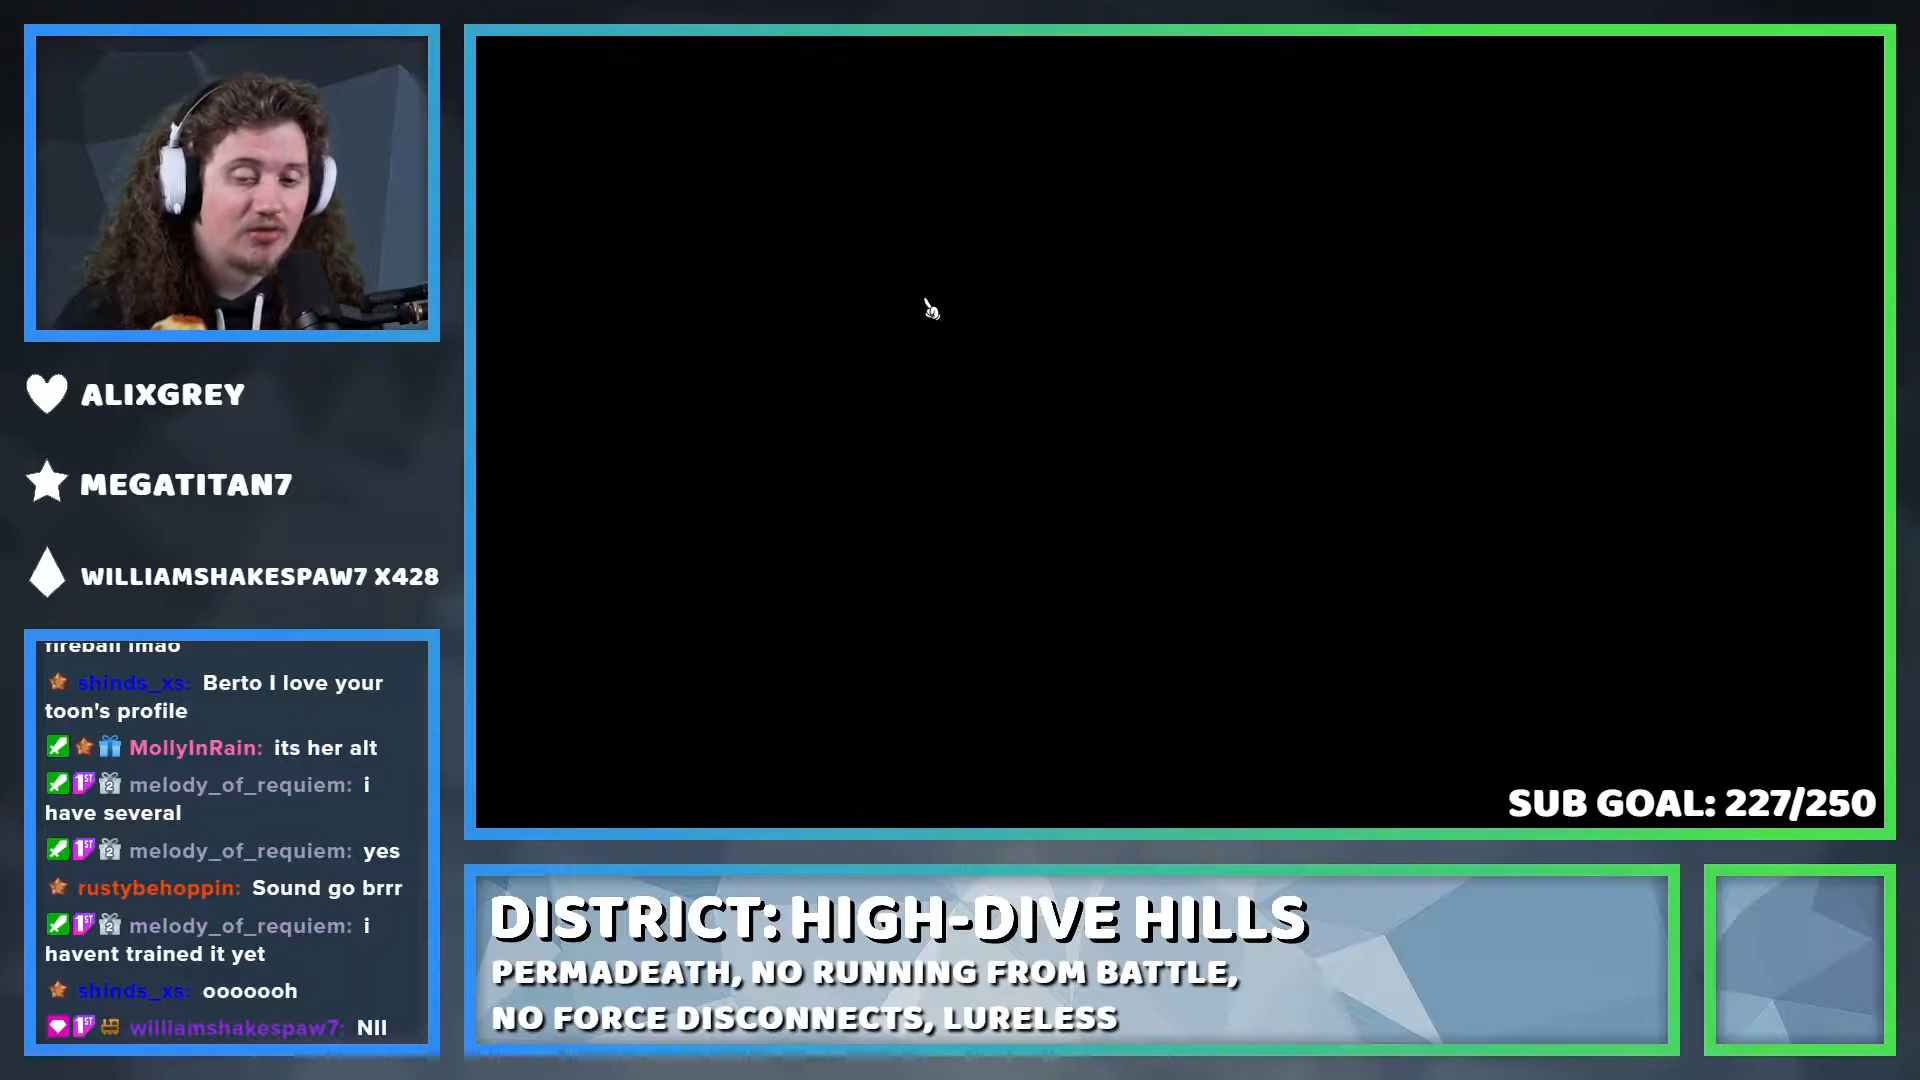 ALIXGREY
MEGATITAN7
WILLIAMSHAKESPAW7 X428
fireball lmao
shinds_xs: Berto I love your
toon's profile
MollyInRain: its her alt
melody_of_requiem: i
have several
melody_of_requiem: yes
rustybehoppin: Sound go brrr
melody_of_requiem: i
havent trained it yet
shinds_xs: ooooooh
williamshakespaw7: NII
SUB GOAL: 227/250
DISTRICT: HIGH-DIVE HILLS
PERMADEATH, NO RUNNING FROM BATTLE,
NO FORCE DISCONNECTS, LURELESS